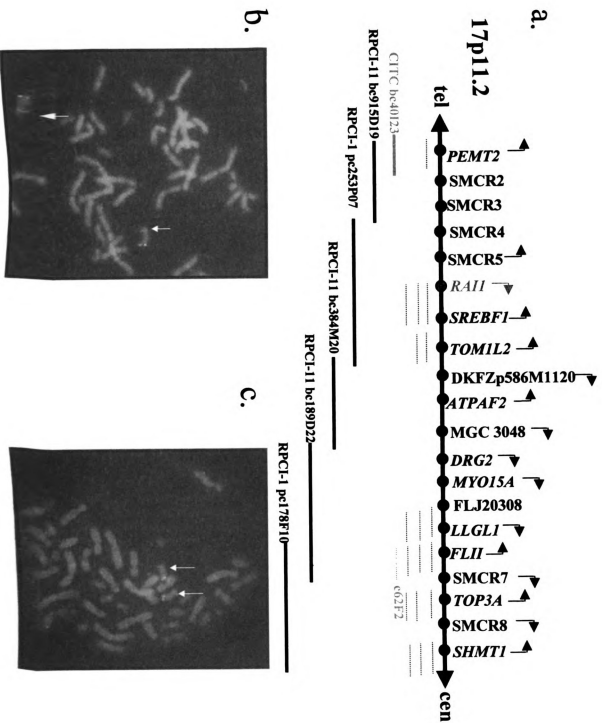 a.
17p11.2
tel
PEMT2
SMCR2
SMCR3
SMCR4
SMCR5
RAI1
SREBF1
TOM1L2
DKFZp586M1120
ATPAF2
MGC 3048
DRG2
MYO15A
FLJ20308
LLGL1
FLII
SMCR7
TOP3A
SMCR8
SHMT1
cen
c62F2
CITC bc40I23
RPCI-11 bc915D19
RPCI-1 pc253P07
RPCI-11 bc384M20
RPCI-11 bc189D22
RPCI-1 pc178F10
b.
c.